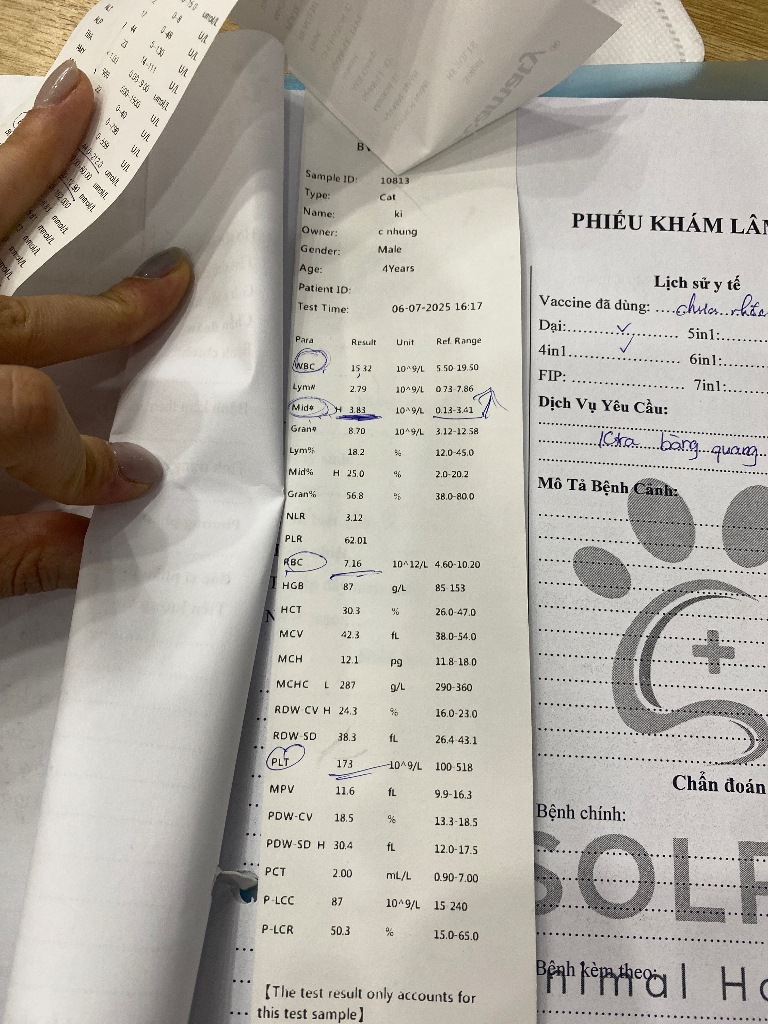 Sample ID: 10813
Type: Cat
Name: ki
Owner: c nhung
Gender: Male
Age: 4Years
Patient ID:
Test Time: 06-07-2025 16:17
Para Result Unit Ref. Range
WBC 15.32 10^9/L 5.50-19.50
Lym# 2.79 10^9/L 0.73-7.86
Mid# H 3.83 10^9/L 0.13-3.41
Gran# 8.70 10^9/L 3.12-12.58
Lym% 18.2 % 12.0-45.0
Mid% H 25.0 % 2.0-20.2
Gran% 56.8 % 38.0-80.0
NLR 3.12
PLR 62.01
RBC 7.16 10^12/L 4.60-10.20
HGB 87 g/L 85-153
HCT 30.3 % 26.0-47.0
MCV 42.3 fL 38.0-54.0
MCH 12.1 pg 11.8-18.0
MCHC L 287 g/L 290-360
RDW-CV H 24.3 % 16.0-23.0
RDW-SD 38.3 fL 26.4-43.1
PLT 173 10^9/L 100-518
MPV 11.6 fL 9.9-16.3
PDW-CV 18.5 % 13.3-18.5
PDW-SD H 30.4 fL 12.0-17.5
PCT 2.00 mL/L 0.90-7.00
P-LCC 87 10^9/L 15-240
P-LCR 50.3 % 15.0-65.0
【The test result only accounts for
this test sample】
PHIẾU KHÁM LÂ
Lịch sử y tế
Vaccine đã dùng: chưa
Dại: ✓ 5in1:
4in1 ✓ 6in1:
FIP: 7in1:
Dịch Vụ Yêu Cầu:
Ktra bàng quang
Mô Tả Bệnh Cảnh:
Chẩn đoán
Bệnh chính:
SOLP
Bệnh kèm theo:
nimal Ho